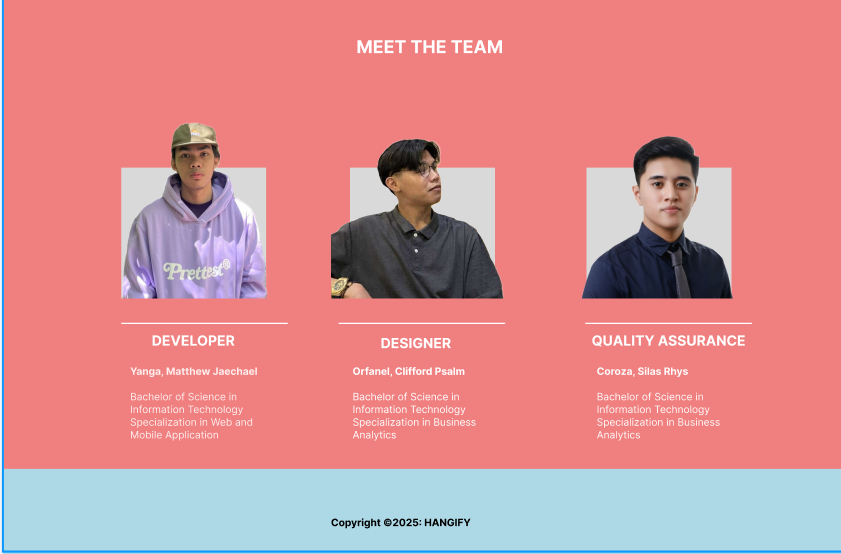 MEET THE TEAM
Prettest®
DEVELOPER
Yanga, Matthew Jaechael
Bachelor of Science in
Information Technology
Specialization in Web and
Mobile Application
DESIGNER
Orfanel, Clifford Psalm
Bachelor of Science in
Information Technology
Specialization in Business
Analytics
QUALITY ASSURANCE
Coroza, Silas Rhys
Bachelor of Science in
Information Technology
Specialization in Business
Analytics
Copyright ©2025: HANGIFY